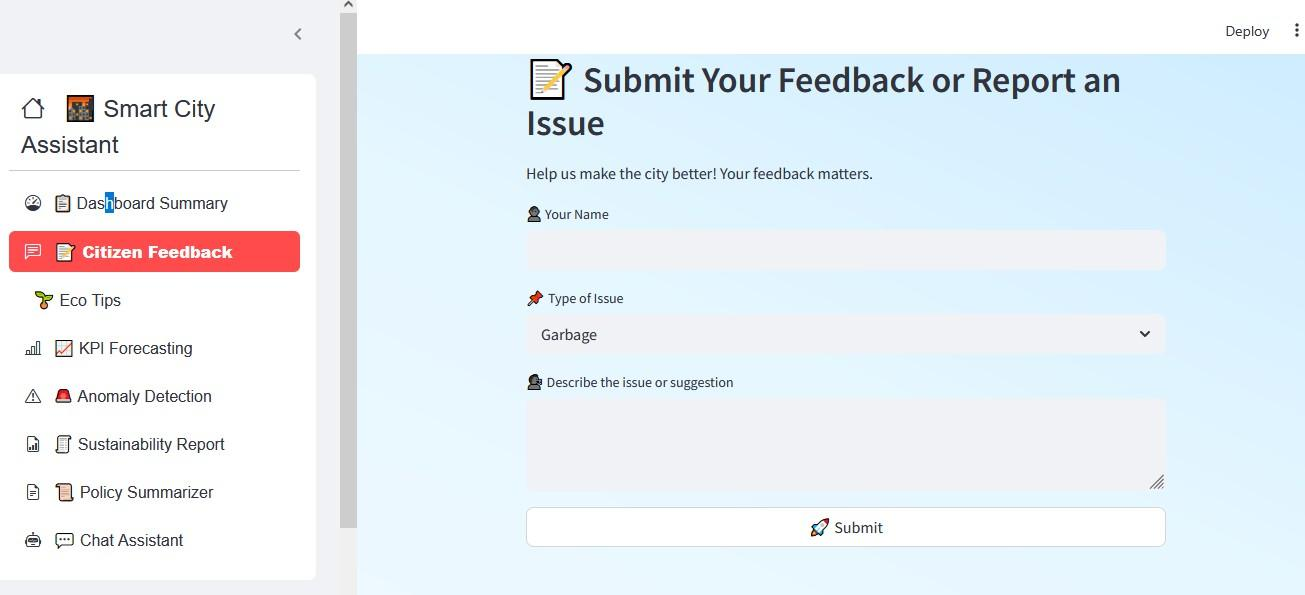 Smart City
Assistant
Dashboard Summary
Citizen Feedback
Eco Tips
KPI Forecasting
Anomaly Detection
Sustainability Report
Policy Summarizer
Chat Assistant
Deploy
Submit Your Feedback or Report an
Issue
Help us make the city better! Your feedback matters.
Your Name
Type of Issue
Garbage
Describe the issue or suggestion
Submit